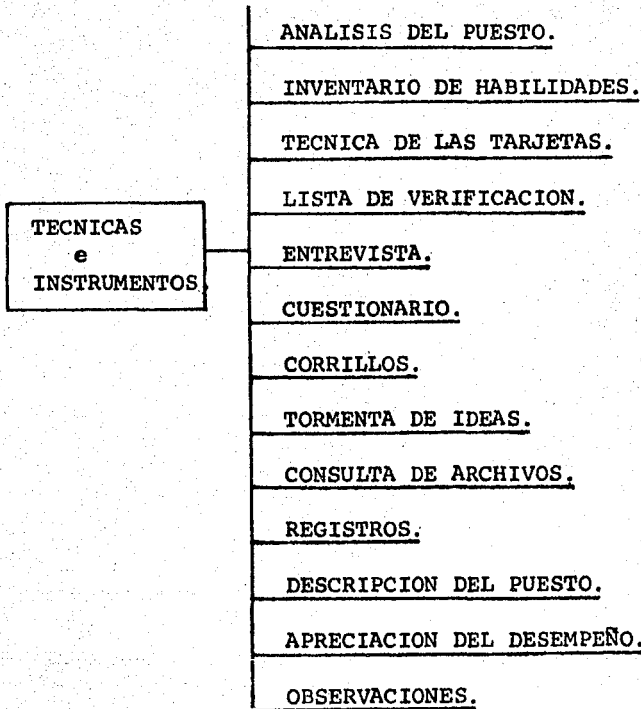 ANALISIS DEL PUESTO.
INVENTARIO DE HABILIDADES.
TECNICA DE LAS TARJETAS.
LISTA DE VERIFICACION.
TECNICAS
e
INSTRUMENTOS.
ENTREVISTA.
CUESTIONARIO.
CORRILLOS.
TORMENTA DE IDEAS.
CONSULTA DE ARCHIVOS.
REGISTROS.
DESCRIPCION DEL PUESTO.
APRECIACION DEL DESEMPEÑO.
OBSERVACIONES.